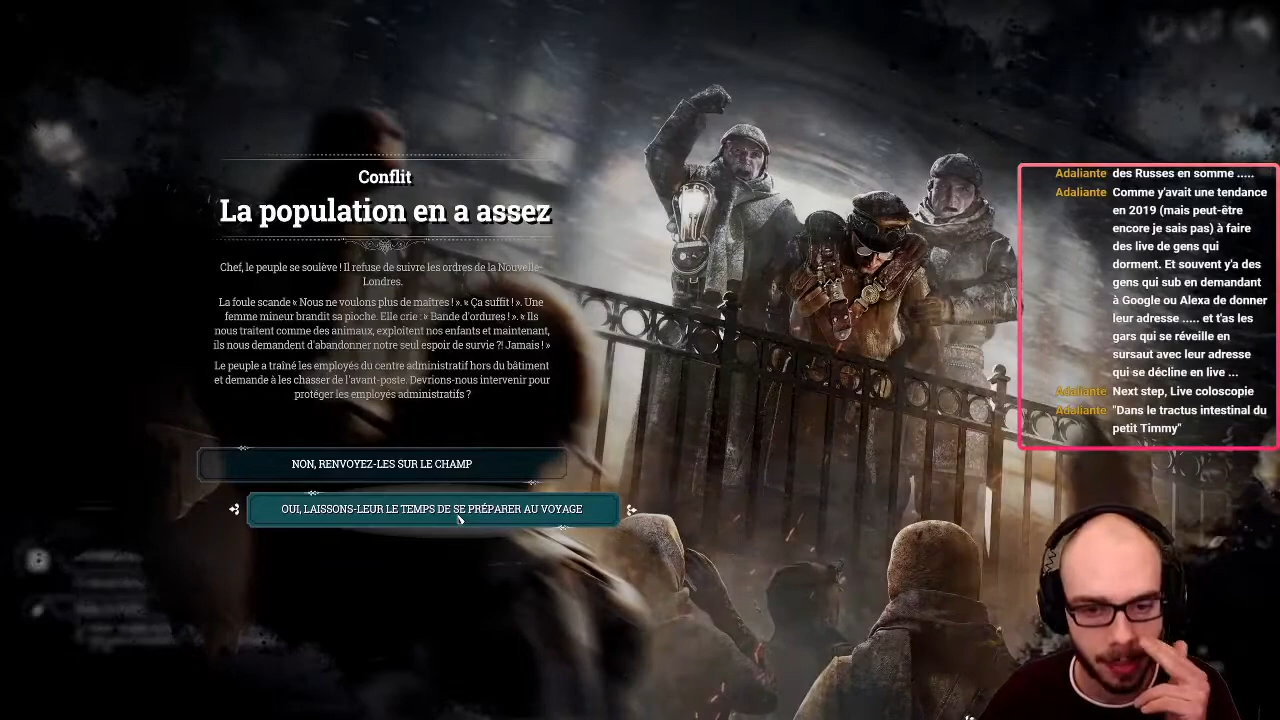 Conflit
La population en a assez
Chef, le peuple se soulève ! Il refuse de suivre les ordres de la Nouvelle-
Londres.
La foule scande « Nous ne voulons plus de maîtres ! ». « Ça suffit ! ». Une
femme mineur brandit sa pioche. Elle crie : « Bande d'ordures ! ». « Ils
nous traitent comme des animaux, exploitent nos enfants et maintenant,
ils nous demandent d'abandonner notre seul espoir de survie ?! Jamais ! »
Le peuple a traîné les employés du centre administratif hors du bâtiment
et demande à les chasser de l'avant-poste. Devrions-nous intervenir pour
protéger les employés administratifs ?
NON, RENVOYEZ-LES SUR LE CHAMP
OUI, LAISSONS-LEUR LE TEMPS DE SE PRÉPARER AU VOYAGE
Adaliante des Russes en somme .....
Adaliante Comme y'avait une tendance
en 2019 (mais peut-être
encore je sais pas) à faire
des live de gens qui
dorment. Et souvent y'a des
gens qui sub en demandant
à Google ou Alexa de donner
leur adresse ..... et t'as les
gars qui se réveille en
sursaut avec leur adresse
qui se décline en live ...
Adaliante Next step, Live coloscopie
Adaliante "Dans le tractus intestinal du
petit Timmy"